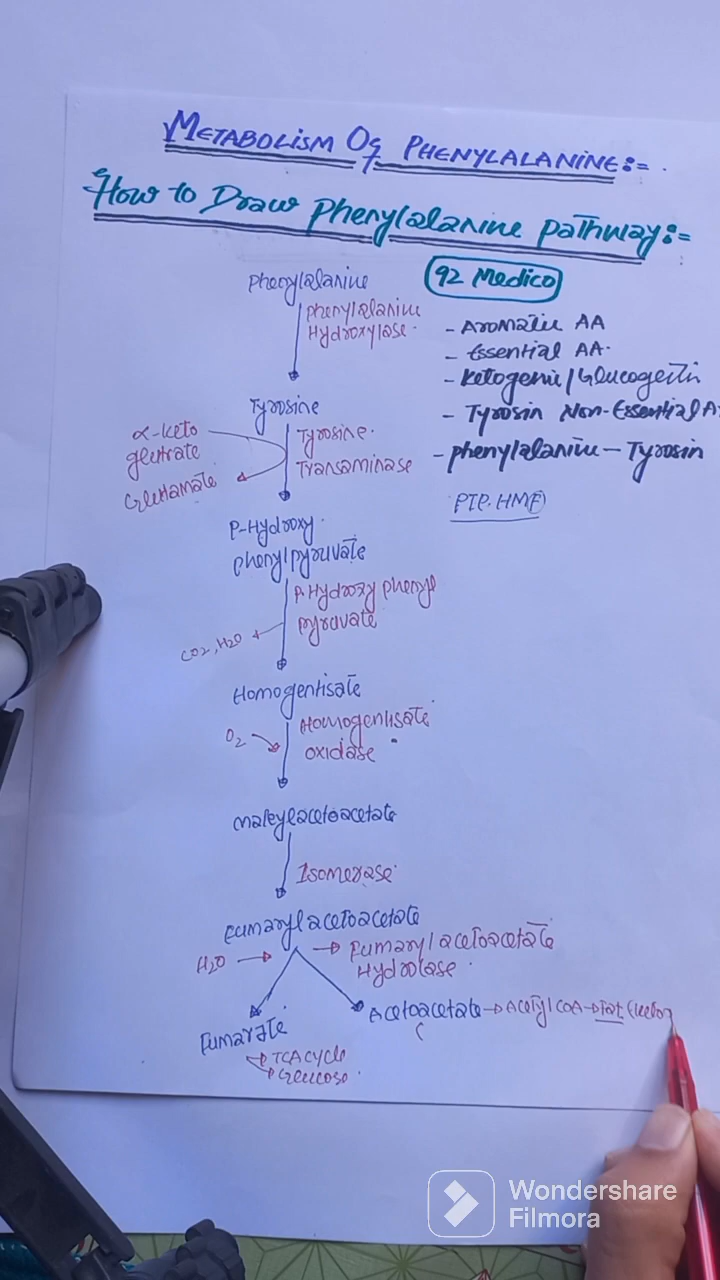 METABOLISM Of PHENYLALANINE:=.
How to Draw phenylalanine pathway:=
92 Medico
phenylalanine
phenylalanine
Hydroxylase.
- Aromatic AA
- Essential AA.
- Ketogenic/Glucogetin
- Tyrosin Non-Essential A
- phenylalanine - Tyrosin
PTP.HMF
Tyrosine
α-keto
glutrate
Glutamate
Tyrosine.
Transaminase
P-Hydroxy.
phenylpyruvate
P.Hydroxy phenyl
pyruvate
CO2, H2O
Homogentisate
O2
Homogentisate
oxidase
maleylacetoacetate
Isomerase.
Fumarylacetoacetate
H2O
Fumarylacetoacetate
Hydrolase.
Fumarate
TCA cycle
Glucose.
Acetoacetate → Acetyl COA → Fat (keto
Wondershare
Filmora